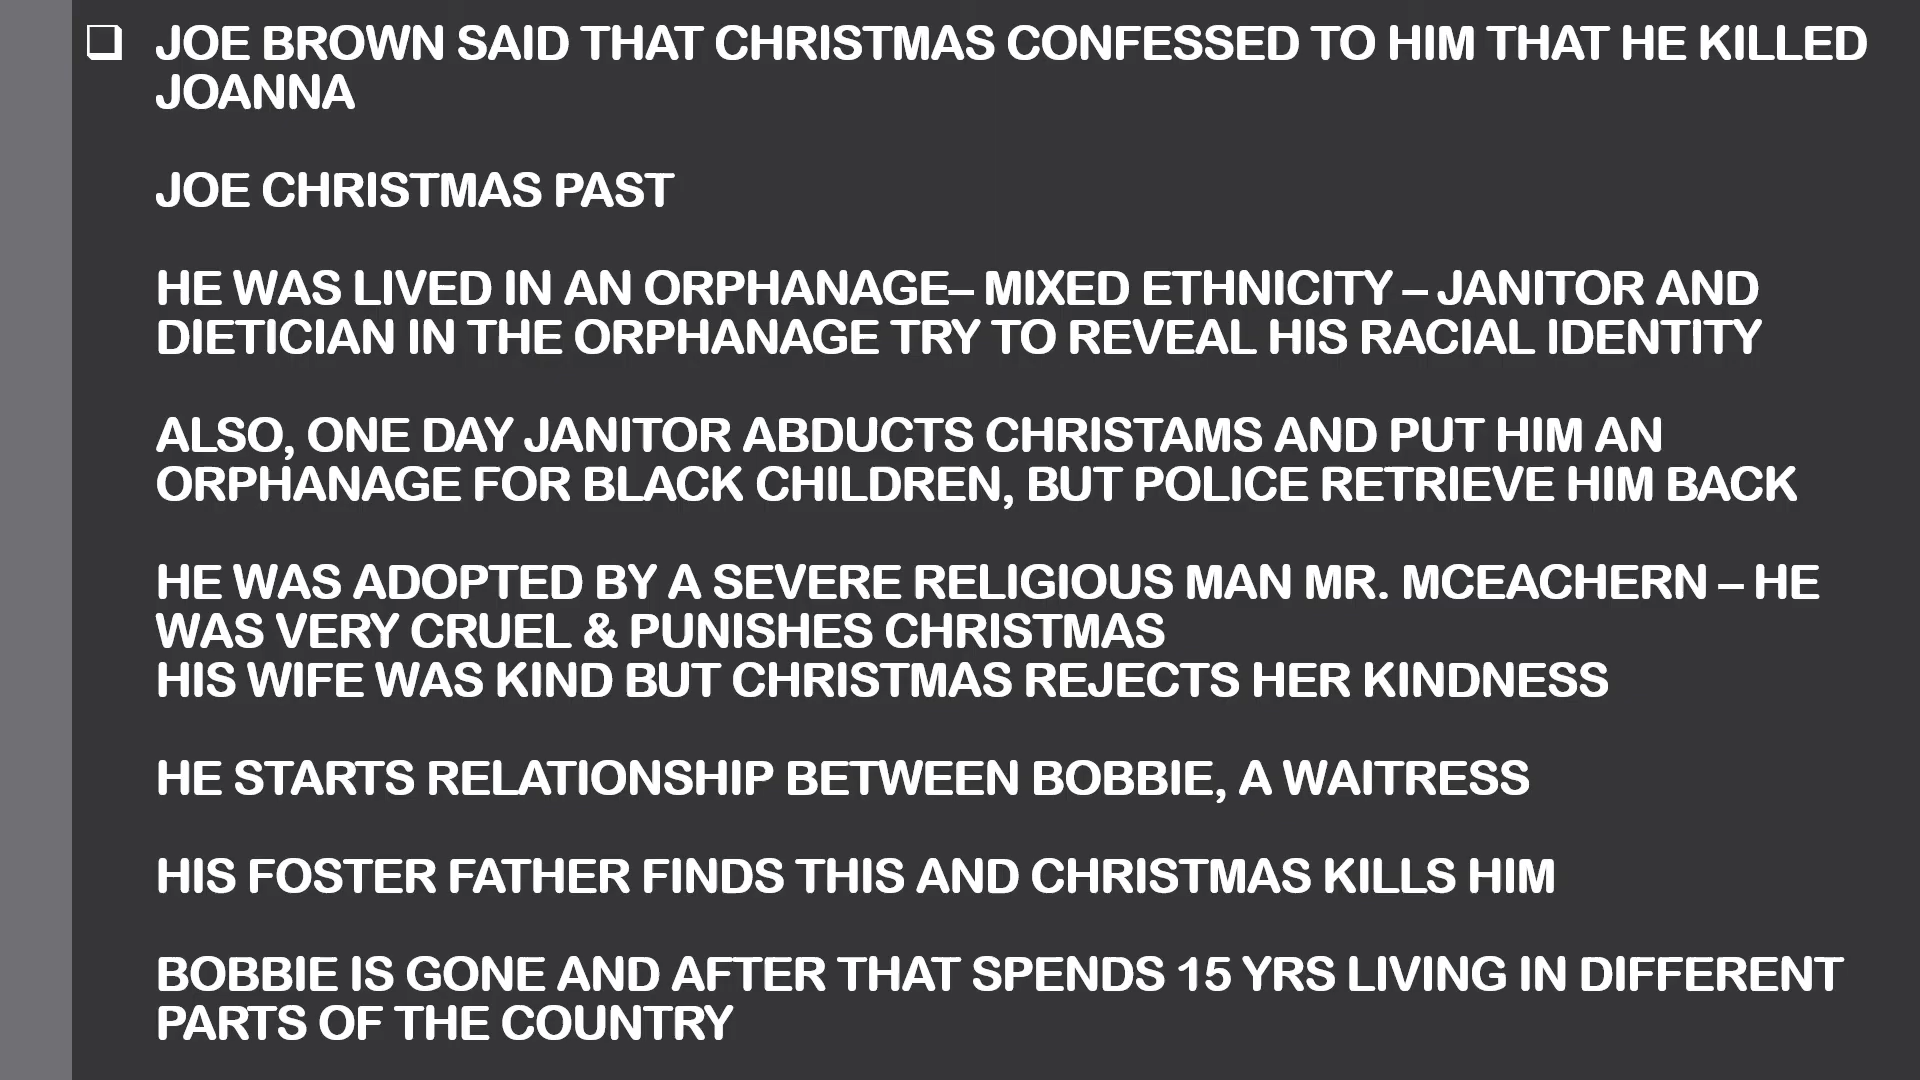 ❑ JOE BROWN SAID THAT CHRISTMAS CONFESSED TO HIM THAT HE KILLED
JOANNA
JOE CHRISTMAS PAST
HE WAS LIVED IN AN ORPHANAGE– MIXED ETHNICITY – JANITOR AND
DIETICIAN IN THE ORPHANAGE TRY TO REVEAL HIS RACIAL IDENTITY
ALSO, ONE DAY JANITOR ABDUCTS CHRISTAMS AND PUT HIM AN
ORPHANAGE FOR BLACK CHILDREN, BUT POLICE RETRIEVE HIM BACK
HE WAS ADOPTED BY A SEVERE RELIGIOUS MAN MR. MCEACHERN – HE
WAS VERY CRUEL & PUNISHES CHRISTMAS
HIS WIFE WAS KIND BUT CHRISTMAS REJECTS HER KINDNESS
HE STARTS RELATIONSHIP BETWEEN BOBBIE, A WAITRESS
HIS FOSTER FATHER FINDS THIS AND CHRISTMAS KILLS HIM
BOBBIE IS GONE AND AFTER THAT SPENDS 15 YRS LIVING IN DIFFERENT
PARTS OF THE COUNTRY